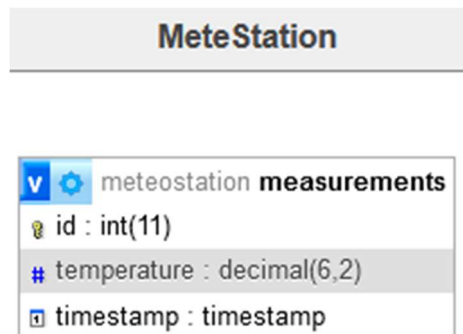 MeteStation
v meteostation measurements
id : int(11)
# temperature : decimal(6,2)
timestamp : timestamp